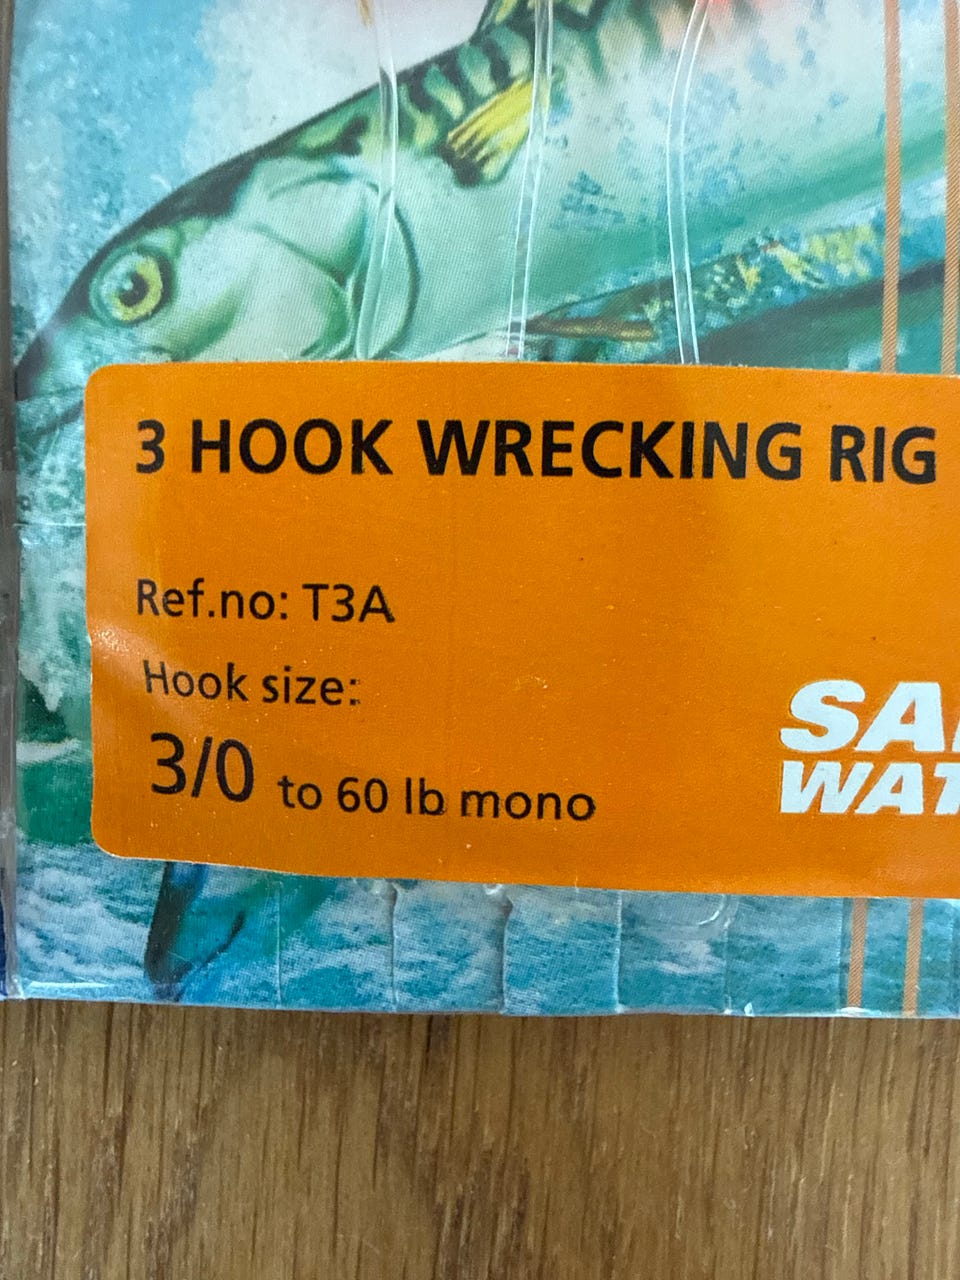 3 HOOK WRECKING RIG
Ref.no: T3A
Hook size:
3/0 to 60 lb mono